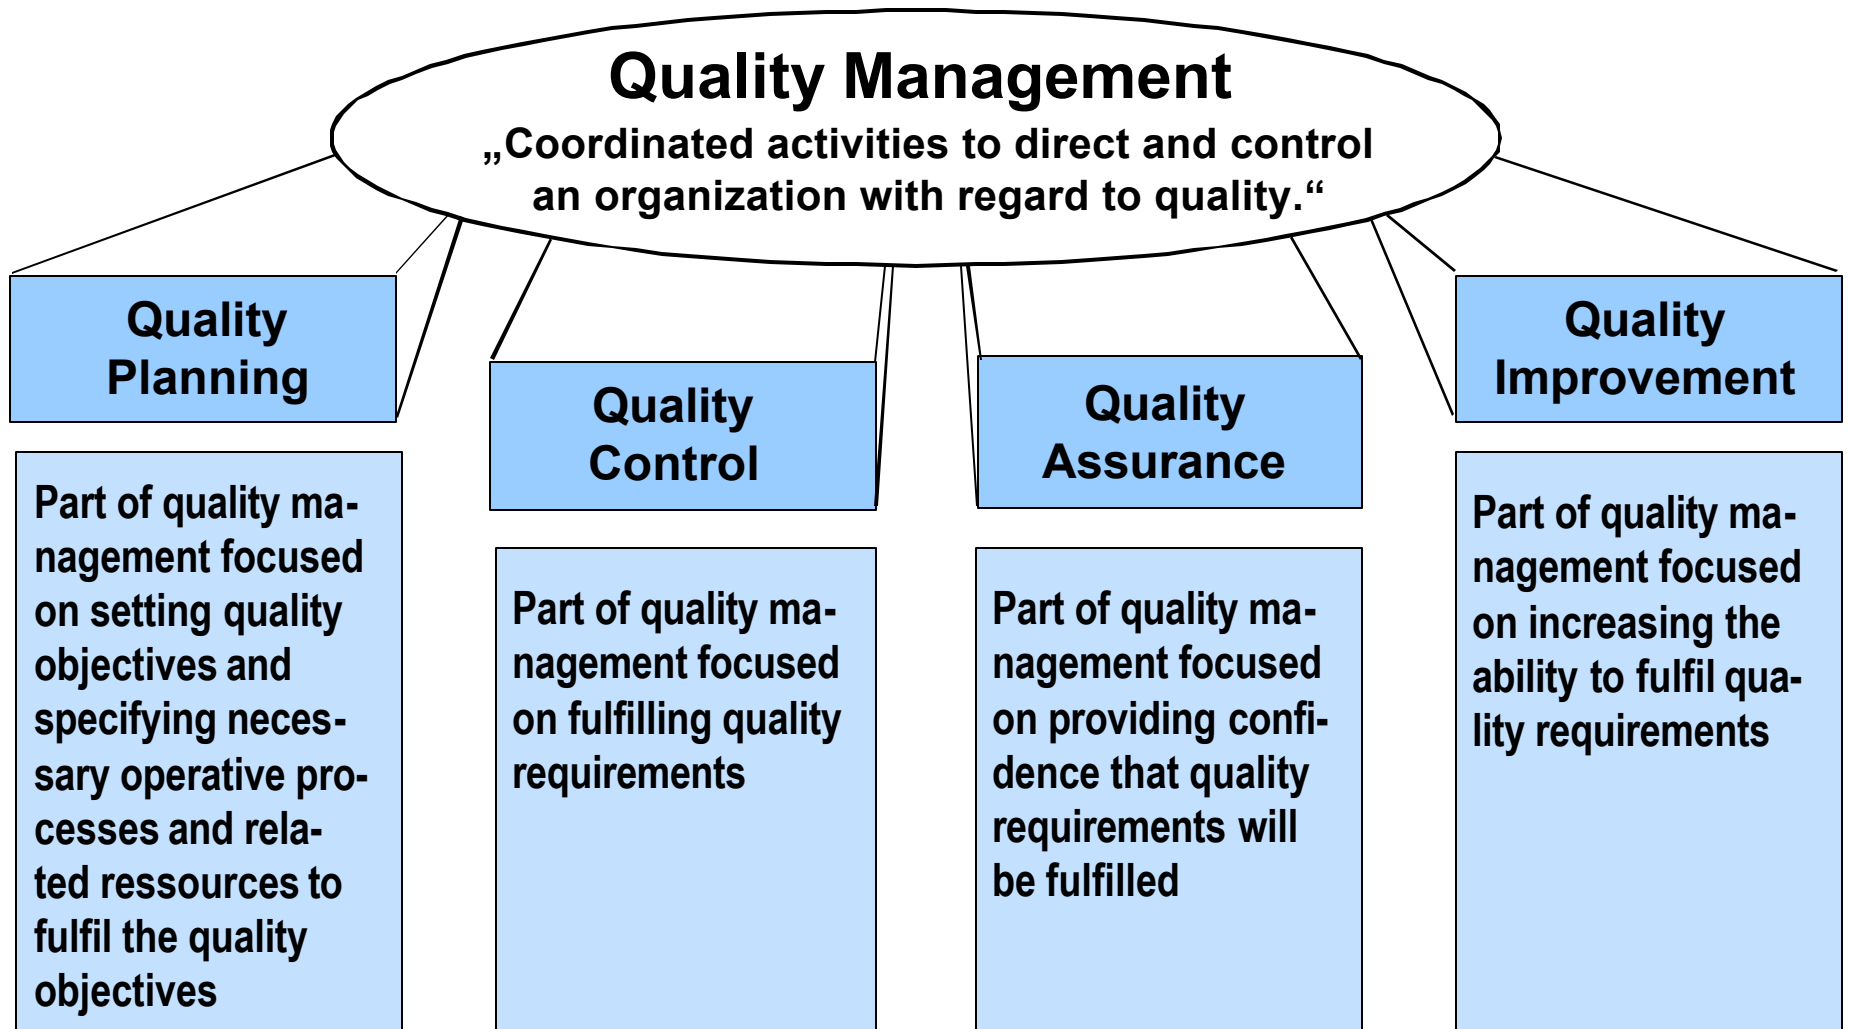 Quality Management
„Coordinated activities to direct and control
an organization with regard to quality.“
Quality
Planning
Part of quality ma-
nagement focused
on setting quality
objectives and
specifying neces-
sary operative pro-
cesses and rela-
ted ressources to
fulfil the quality
objectives
Quality
Control
Part of quality ma-
nagement focused
on fulfilling quality
requirements
Quality
Assurance
Part of quality ma-
nagement focused
on providing confi-
dence that quality
requirements will
be fulfilled
Quality
Improvement
Part of quality ma-
nagement focused
on increasing the
ability to fulfil qua-
lity requirements